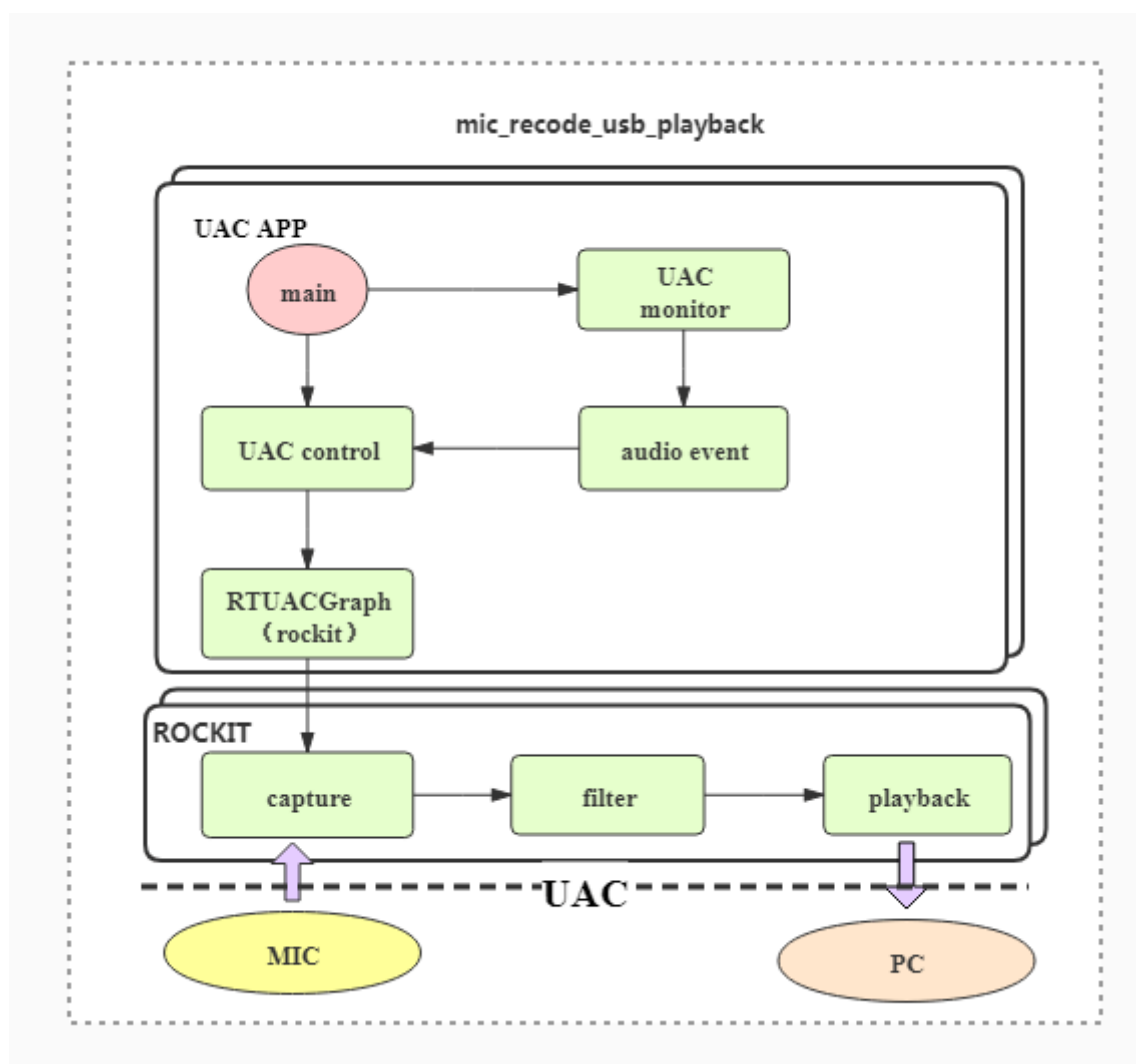 mic_recode_usb_playback
UAC APP
main
UAC
monitor
UAC control
audio event
RTUACGraph
（rockit）
ROCKIT
capture
filter
playback
UAC
MIC
PC